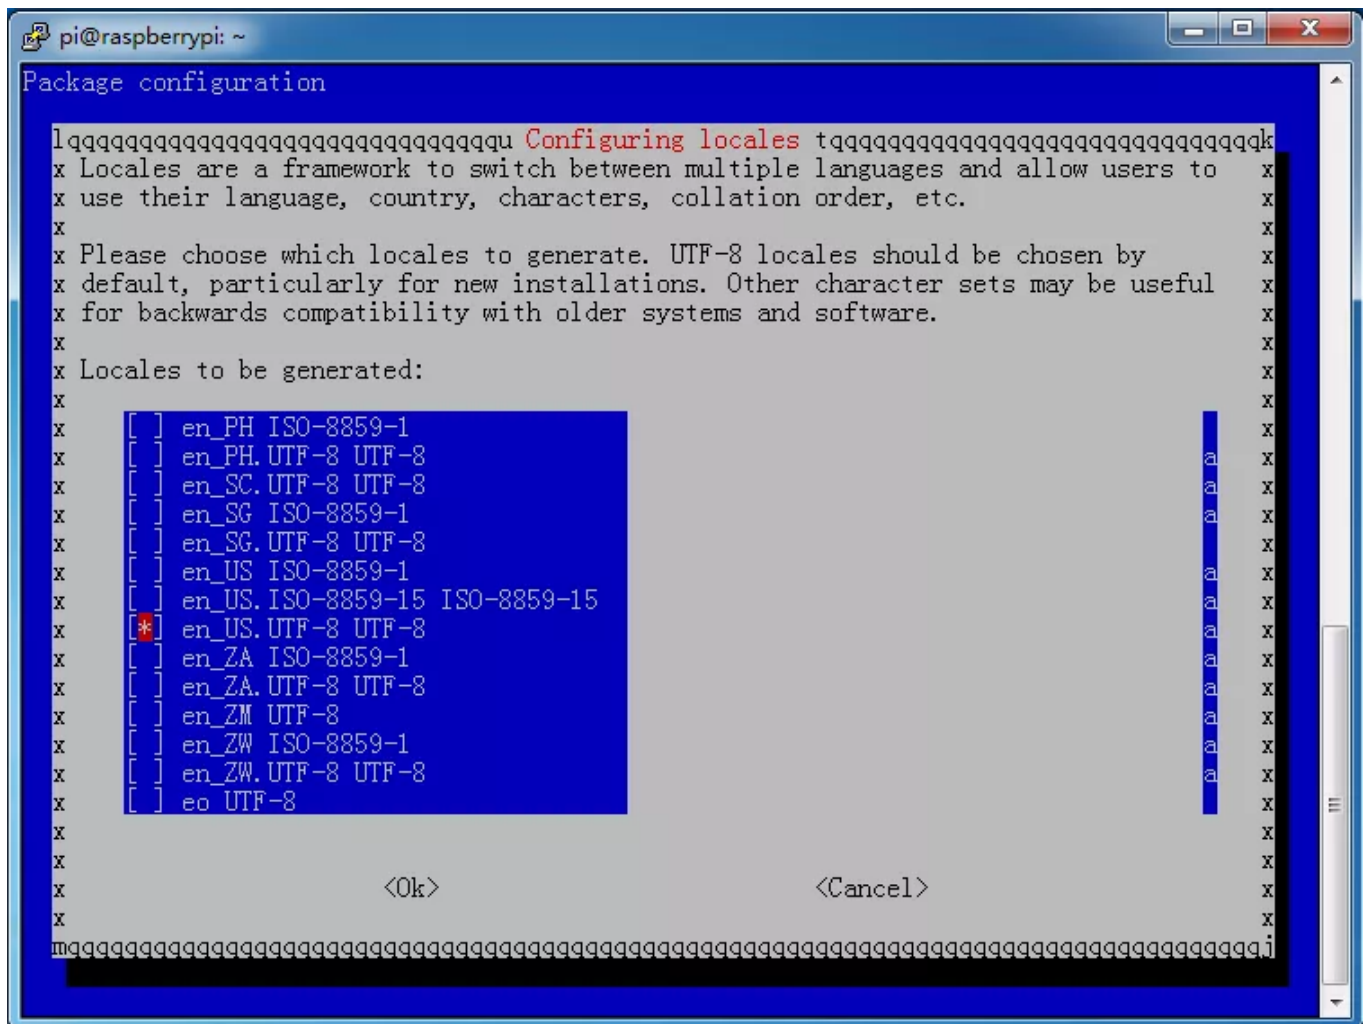 pi@raspberrypi: ~
Package configuration
lqqqqqqqqqqqqqqqqqqqqqqqqqqqqqqu Configuring locales tqqqqqqqqqqqqqqqqqqqqqqqqqqqqqqk
x Locales are a framework to switch between multiple languages and allow users to x
x use their language, country, characters, collation order, etc. x
x x
x Please choose which locales to generate. UTF-8 locales should be chosen by x
x default, particularly for new installations. Other character sets may be useful x
x for backwards compatibility with older systems and software. x
x x
x Locales to be generated: x
x x
x [ ] en_PH ISO-8859-1 x
x [ ] en_PH.UTF-8 UTF-8 a x
x [ ] en_SC.UTF-8 UTF-8 a x
x [ ] en_SG ISO-8859-1 a x
x [ ] en_SG.UTF-8 UTF-8 x
x [ ] en_US ISO-8859-1 a x
x [ ] en_US.ISO-8859-15 ISO-8859-15 a x
x [*] en_US.UTF-8 UTF-8 a x
x [ ] en_ZA ISO-8859-1 a x
x [ ] en_ZA.UTF-8 UTF-8 a x
x [ ] en_ZM UTF-8 a x
x [ ] en_ZW ISO-8859-1 a x
x [ ] en_ZW.UTF-8 UTF-8 a x
x [ ] eo UTF-8 x
x x
x x
x <Ok> <Cancel> x
x x
mqqqqqqqqqqqqqqqqqqqqqqqqqqqqqqqqqqqqqqqqqqqqqqqqqqqqqqqqqqqqqqqqqqqqqqqqqqqqqqqqqqqj